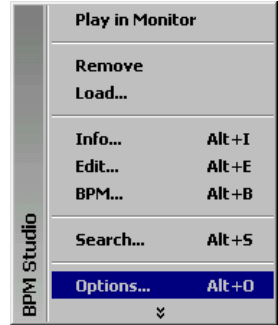 Play in Monitor
Remove
Load...
Info... Alt+I
Edit... Alt+E
BPM... Alt+B
Search... Alt+S
Options... Alt+O
BPM Studio